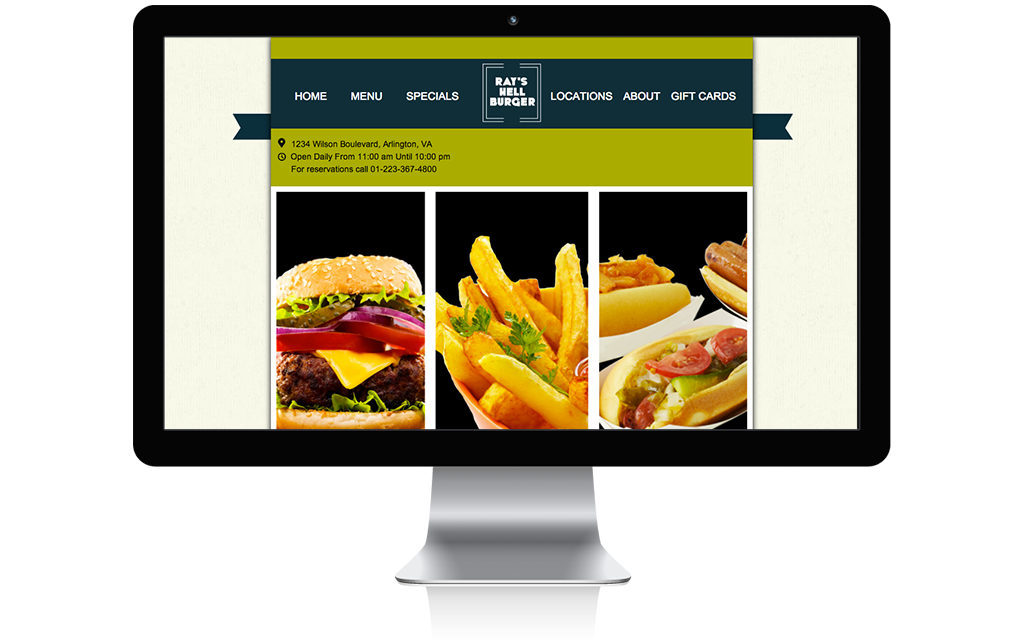 HOME MENU SPECIALS RAY'S HELL BURGER LOCATIONS ABOUT GIFT CARDS
1234 Wilson Boulevard, Arlington, VA
Open Daily From 11:00 am Until 10:00 pm
For reservations call 01-223-367-4800